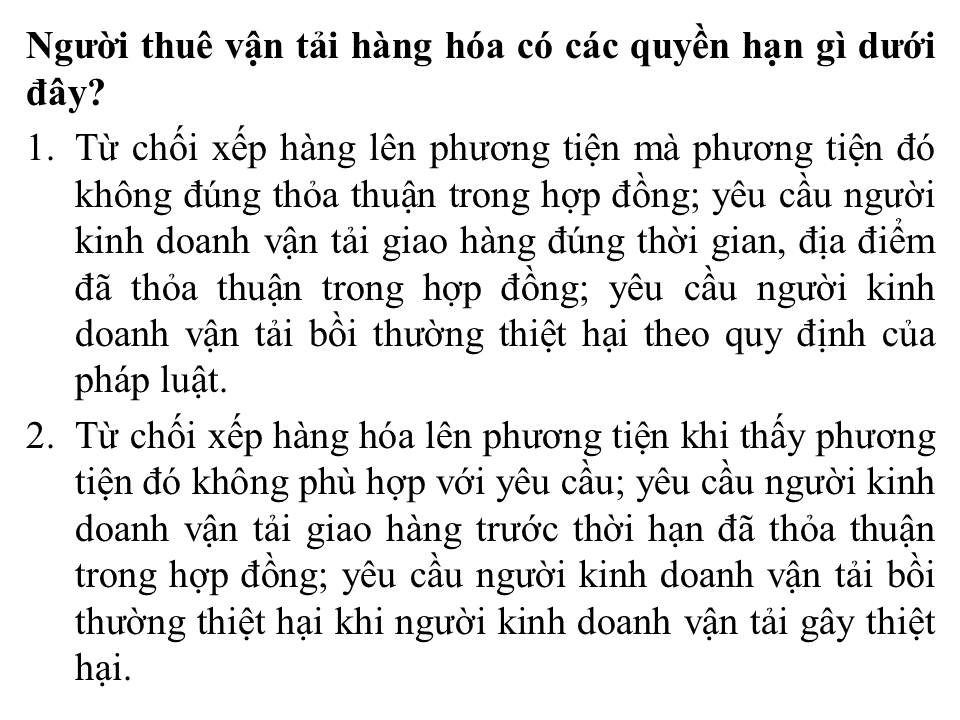 Người thuê vận tải hàng hóa có các quyền hạn gì dưới
đây?
1. Từ chối xếp hàng lên phương tiện mà phương tiện đó
không đúng thỏa thuận trong hợp đồng; yêu cầu người
kinh doanh vận tải giao hàng đúng thời gian, địa điểm
đã thỏa thuận trong hợp đồng; yêu cầu người kinh
doanh vận tải bồi thường thiệt hại theo quy định của
pháp luật.
2. Từ chối xếp hàng hóa lên phương tiện khi thấy phương
tiện đó không phù hợp với yêu cầu; yêu cầu người kinh
doanh vận tải giao hàng trước thời hạn đã thỏa thuận
trong hợp đồng; yêu cầu người kinh doanh vận tải bồi
thường thiệt hại khi người kinh doanh vận tải gây thiệt
hại.